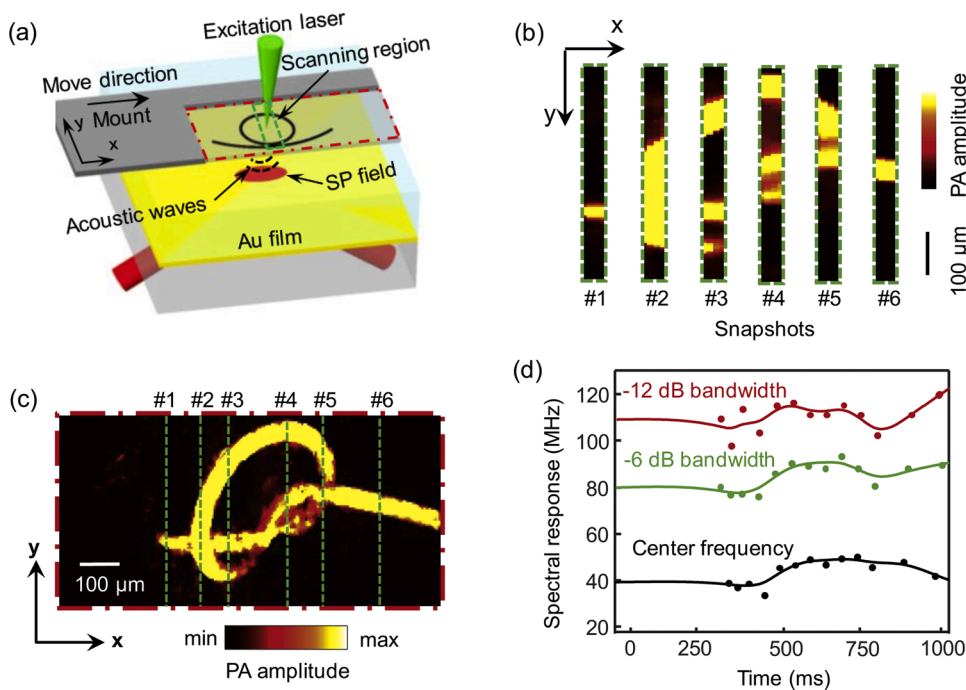 (a)
Excitation laser
Scanning region
Move direction
Mount
y
x
SP field
Acoustic waves
Au film
(b)
x
y
PA amplitude
100 μm
#1 #2 #3 #4 #5 #6
Snapshots
(c)
#1 #2 #3 #4 #5 #6
100 μm
y
x
min max
PA amplitude
(d)
Spectral response (MHz)
120
100
80
60
40
20
-12 dB bandwidth
-6 dB bandwidth
Center frequency
0 250 500 750 1000
Time (ms)